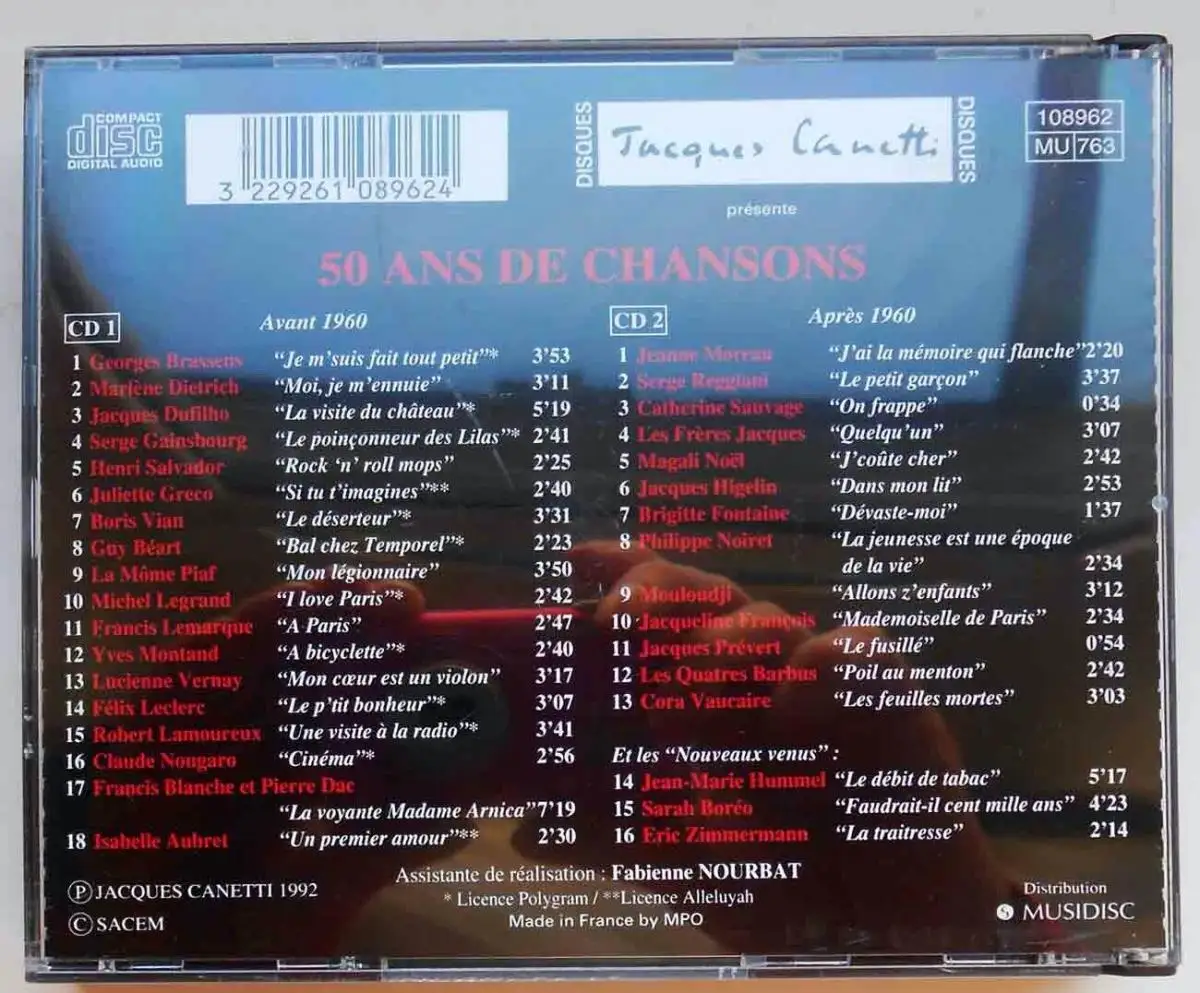 COMPACT
disc
DIGITAL AUDIO
3 229261 089624
DISQUES
Jacques Canetti
DISQUES
présente
108962
MU 763
50 ANS DE CHANSONS
CD 1 Avant 1960
1 Georges Brassens "Je m'suis fait tout petit"* 3'53
2 Marlène Dietrich "Moi, je m'ennuie" 3'11
3 Jacques Dufilho "La visite du château"* 5'19
4 Serge Gainsbourg "Le poinçonneur des Lilas"* 2'41
5 Henri Salvador "Rock 'n' roll mops" 2'25
6 Juliette Greco "Si tu t'imagines"** 2'40
7 Boris Vian "Le déserteur"* 3'31
8 Guy Béart "Bal chez Temporel"* 2'23
9 La Môme Piaf "Mon légionnaire" 3'50
10 Michel Legrand "I love Paris"* 2'42
11 Francis Lemarque "A Paris" 2'47
12 Yves Montand "A bicyclette"* 2'40
13 Lucienne Vernay "Mon cœur est un violon" 3'17
14 Félix Leclerc "Le p'tit bonheur"* 3'07
15 Robert Lamoureux "Une visite à la radio"* 3'41
16 Claude Nougaro "Cinéma"* 2'56
17 Francis Blanche et Pierre Dac
"La voyante Madame Arnica" 7'19
18 Isabelle Aubret "Un premier amour"** 2'30
CD 2 Après 1960
1 Jeanne Moreau "J'ai la mémoire qui flanche" 2'20
2 Serge Reggiani "Le petit garçon" 3'37
3 Catherine Sauvage "On frappe" 0'34
4 Les Frères Jacques "Quelqu'un" 3'07
5 Magali Noël "J'coûte cher" 2'42
6 Jacques Higelin "Dans mon lit" 2'53
7 Brigitte Fontaine "Dévaste-moi" 1'37
8 Philippe Noiret "La jeunesse est une époque
de la vie" 2'34
9 Mouloudji "Allons z'enfants" 3'12
10 Jacqueline François "Mademoiselle de Paris" 2'34
11 Jacques Prévert "Le fusillé" 0'54
12 Les Quatres Barbus "Poil au menton" 2'42
13 Cora Vaucaire "Les feuilles mortes" 3'03
Et les "Nouveaux venus" :
14 Jean-Marie Hummel "Le débit de tabac" 5'17
15 Sarah Boréo "Faudrait-il cent mille ans" 4'23
16 Eric Zimmermann "La traitresse" 2'14
Assistante de réalisation : Fabienne NOURBAT
* Licence Polygram / **Licence Alleluyah
Made in France by MPO
Ⓟ JACQUES CANETTI 1992
© SACEM
Distribution
MUSIDISC